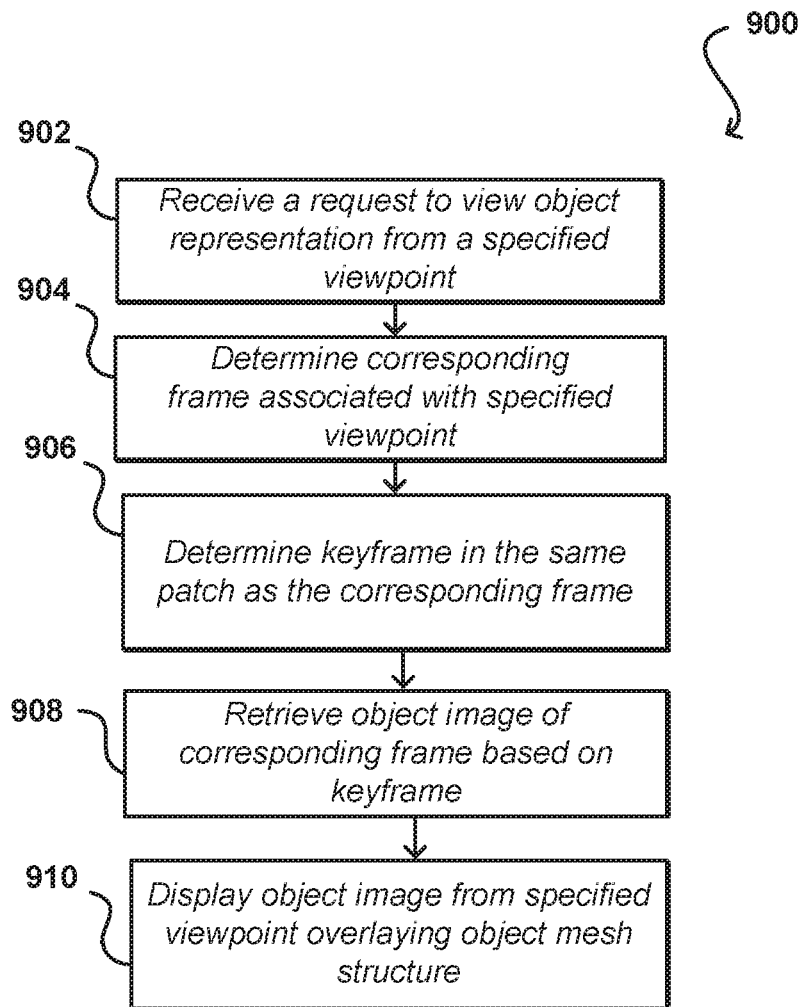 900
902
Receive a request to view object
representation from a specified
viewpoint
904
Determine corresponding
frame associated with specified
viewpoint
906
Determine keyframe in the same
patch as the corresponding frame
908
Retrieve object image of
corresponding frame based on
keyframe
910
Display object image from specified
viewpoint overlaying object mesh
structure